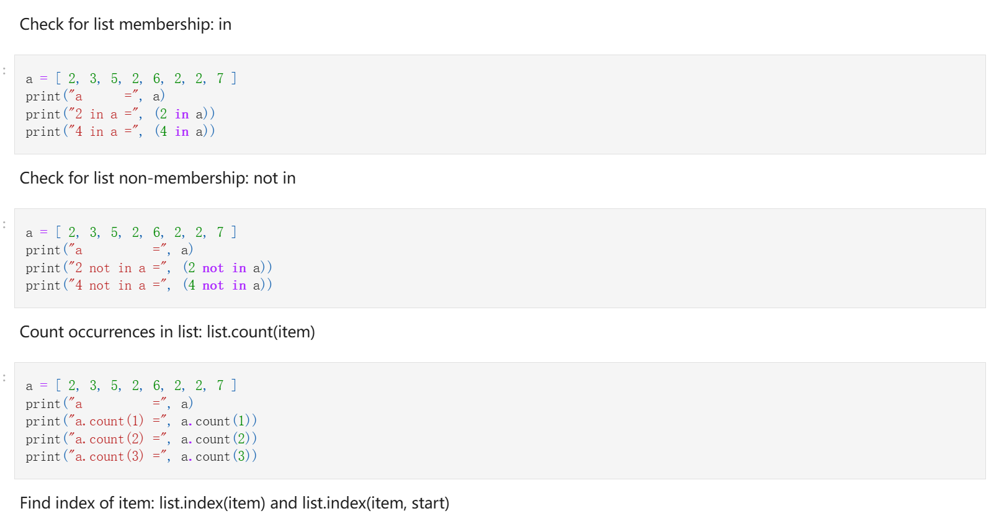 Check for list membership: in
a = [ 2, 3, 5, 2, 6, 2, 2, 7 ]
print("a      =", a)
print("2 in a =", (2 in a))
print("4 in a =", (4 in a))
Check for list non-membership: not in
a = [ 2, 3, 5, 2, 6, 2, 2, 7 ]
print("a          =", a)
print("2 not in a =", (2 not in a))
print("4 not in a =", (4 not in a))
Count occurrences in list: list.count(item)
a = [ 2, 3, 5, 2, 6, 2, 2, 7 ]
print("a          =", a)
print("a.count(1) =", a.count(1))
print("a.count(2) =", a.count(2))
print("a.count(3) =", a.count(3))
Find index of item: list.index(item) and list.index(item, start)